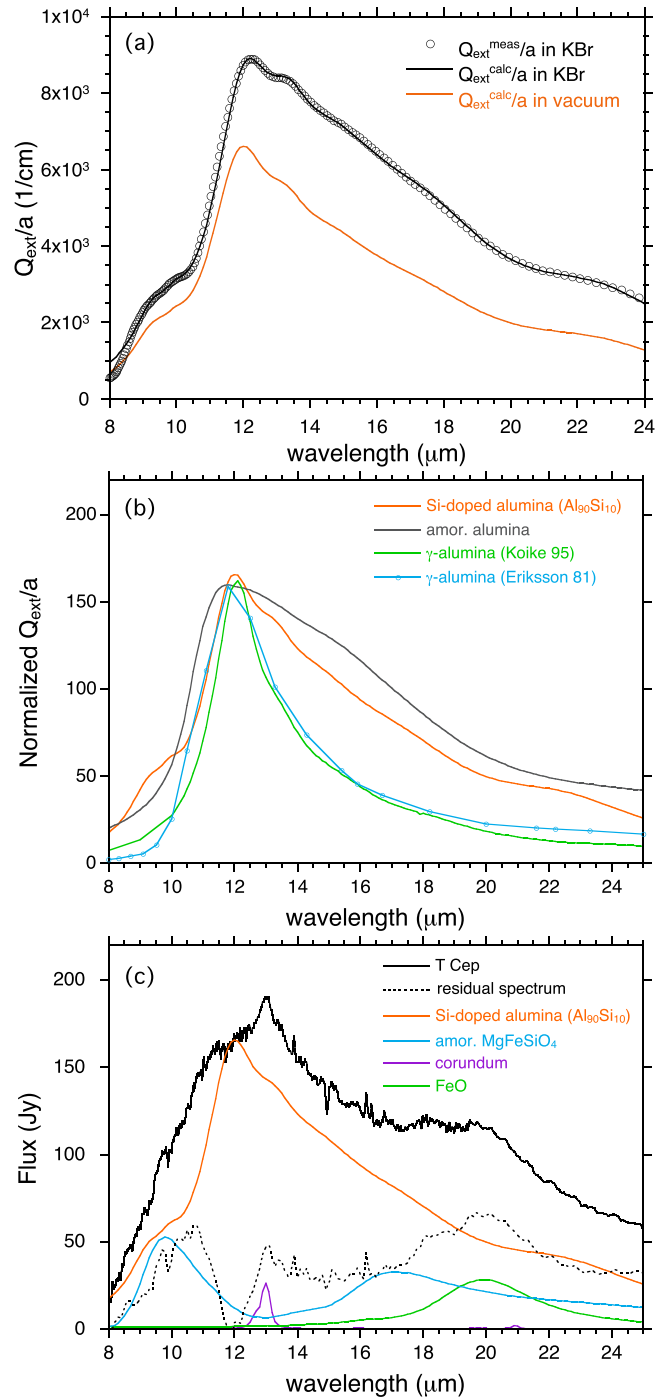 (a)
Q_ext^meas/a in KBr
Q_ext^calc/a in KBr
Q_ext^calc/a in vacuum
1x10⁴
8x10³
6x10³
4x10³
2x10³
0
Q_ext/a (1/cm)
8 10 12 14 16 18 20 22 24
wavelength (μm)
(b)
Si-doped alumina (Al₉₀Si₁₀)
amor. alumina
γ-alumina (Koike 95)
γ-alumina (Eriksson 81)
200
150
100
50
0
Normalized Q_ext/a
8 10 12 14 16 18 20 22 24
wavelength (μm)
(c)
T Cep
residual spectrum
Si-doped alumina (Al₉₀Si₁₀)
amor. MgFeSiO₄
corundum
FeO
200
150
100
50
0
Flux (Jy)
8 10 12 14 16 18 20 22 24
wavelength (μm)